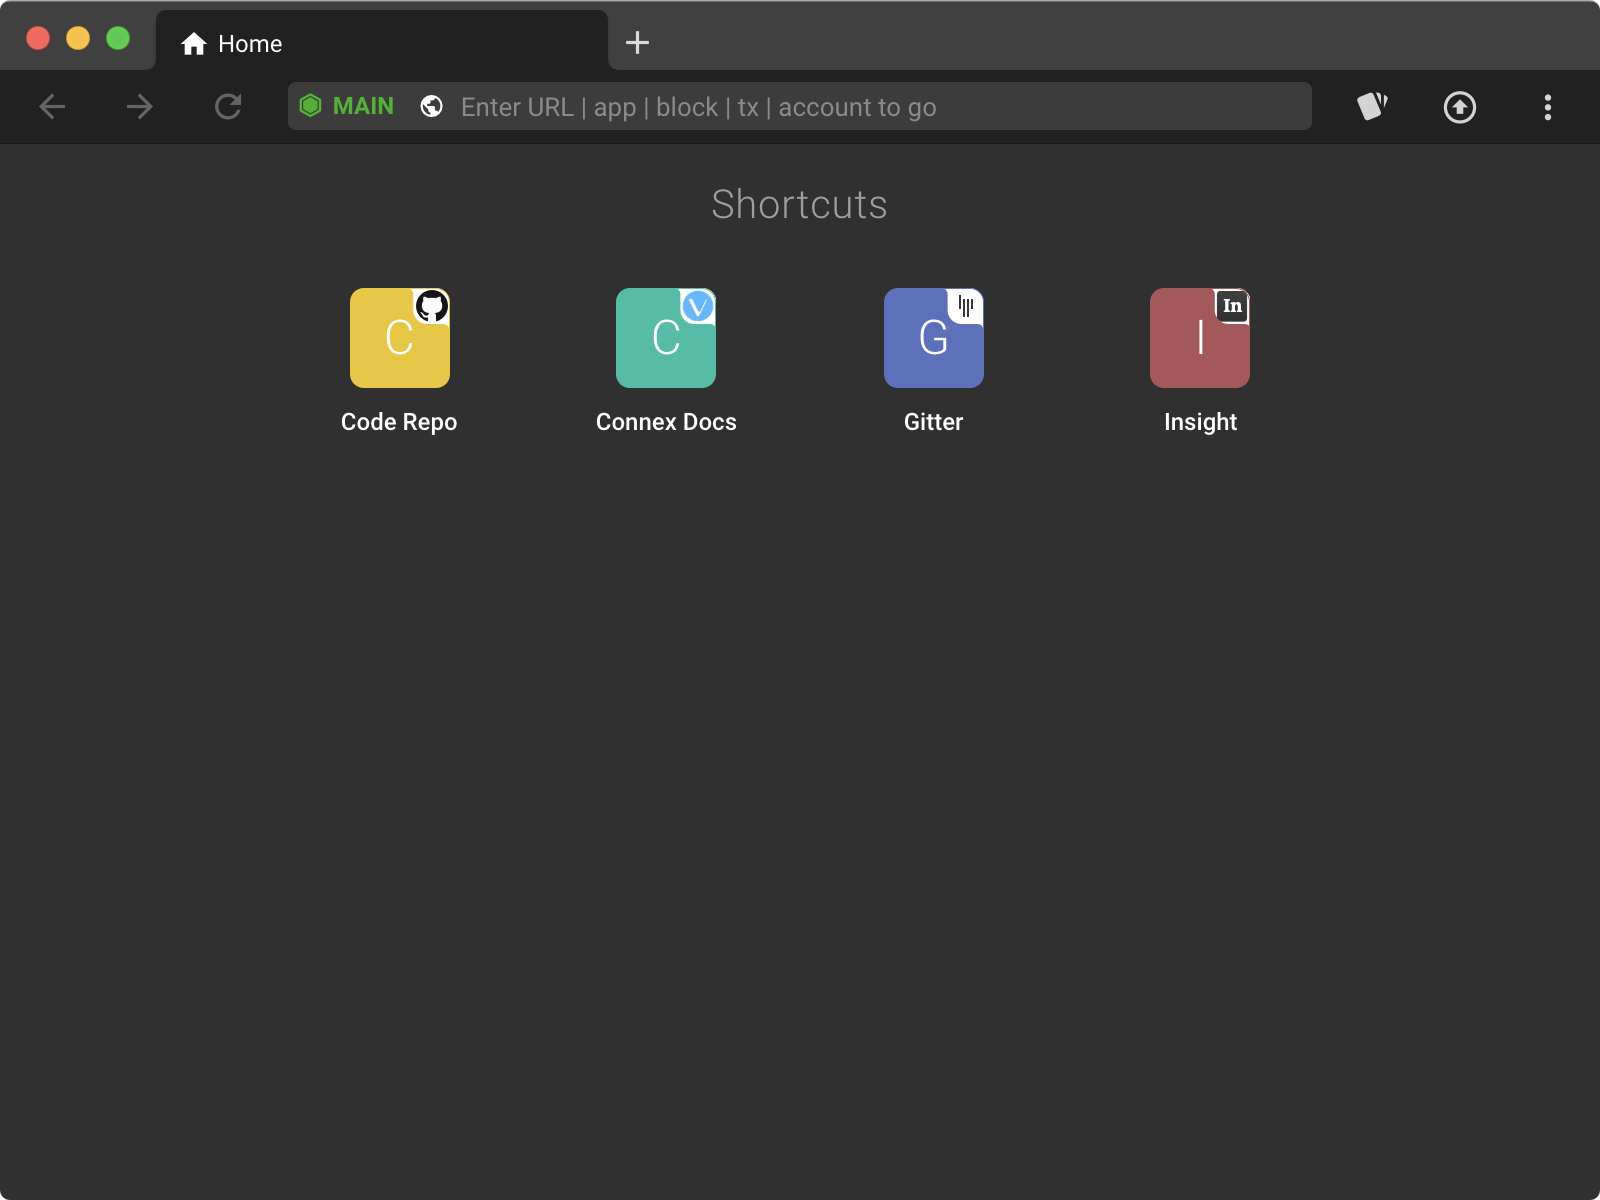 Home
MAIN
Enter URL | app | block | tx | account to go
Shortcuts
C
C
V
G
I
In
Code Repo
Connex Docs
Gitter
Insight